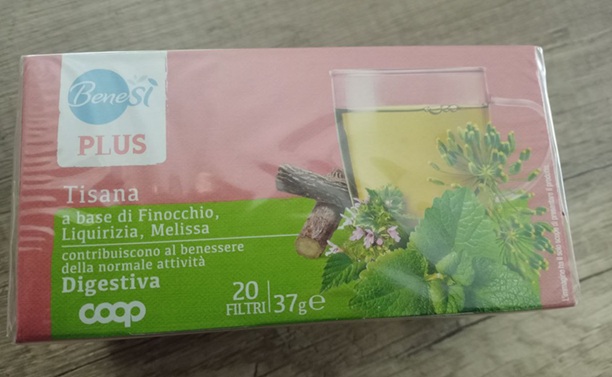 BeneSì
PLUS
Tisana
a base di Finocchio,
Liquirizia, Melissa
contribuiscono al benessere
della normale attività
Digestiva
coop
20
FILTRI
37g e